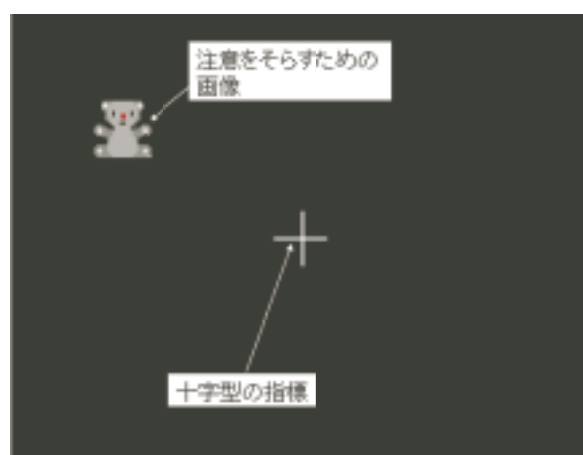 注意をそらすための
画像
十字型の指標